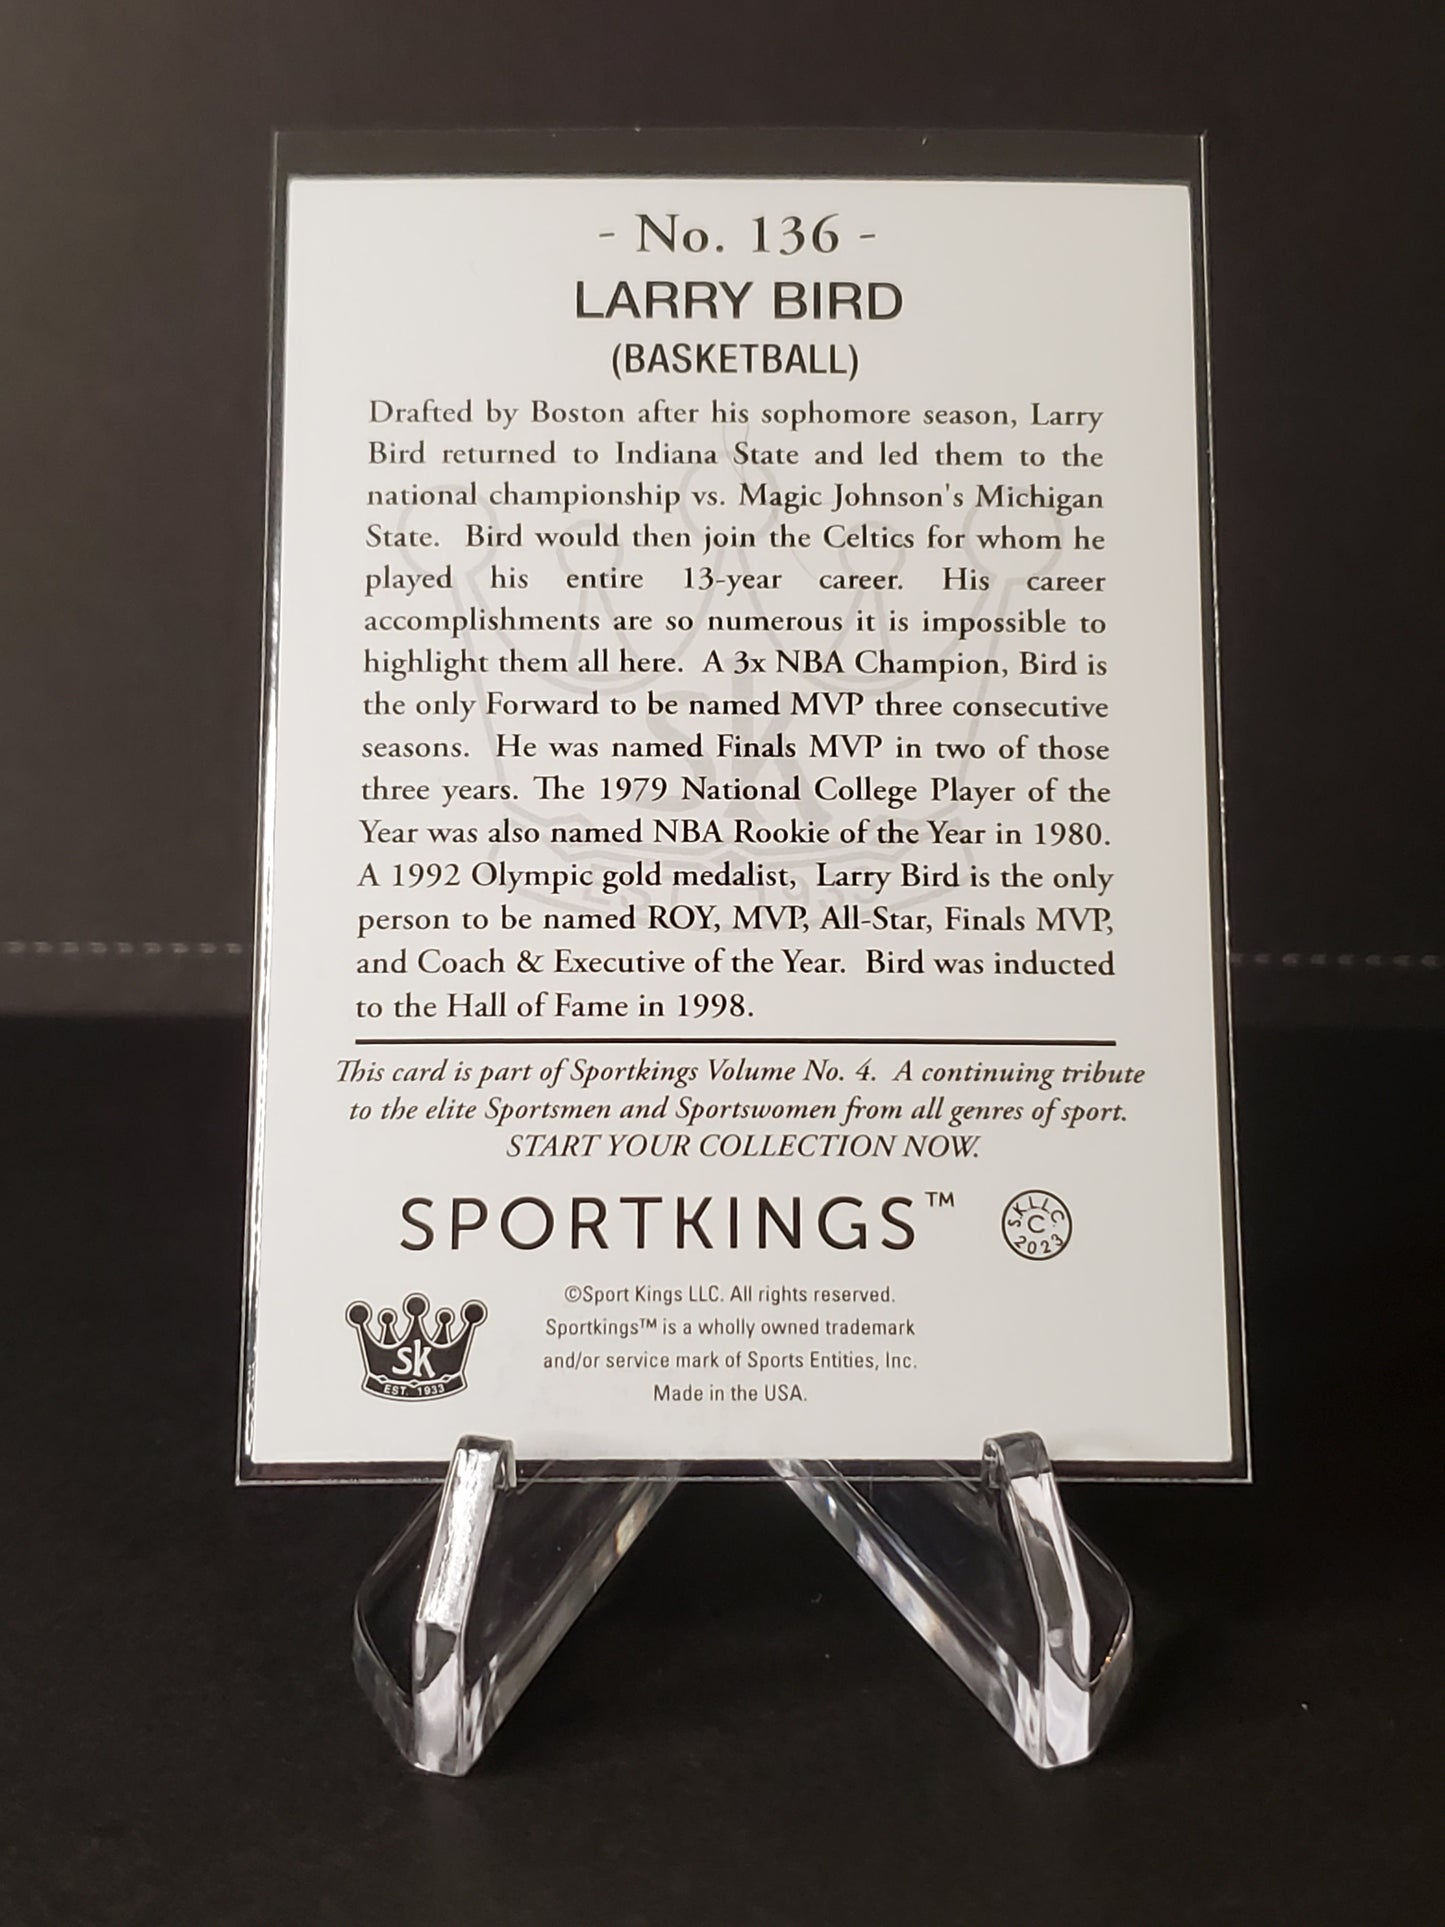 - No. 136 -
LARRY BIRD
(BASKETBALL)
Drafted by Boston after his sophomore season, Larry
Bird returned to Indiana State and led them to the
national championship vs. Magic Johnson's Michigan
State. Bird would then join the Celtics for whom he
played his entire 13-year career. His career
accomplishments are so numerous it is impossible to
highlight them all here. A 3x NBA Champion, Bird is
the only Forward to be named MVP three consecutive
seasons. He was named Finals MVP in two of those
three years. The 1979 National College Player of the
Year was also named NBA Rookie of the Year in 1980.
A 1992 Olympic gold medalist, Larry Bird is the only
person to be named ROY, MVP, All-Star, Finals MVP,
and Coach & Executive of the Year. Bird was inducted
to the Hall of Fame in 1998.
This card is part of Sportkings Volume No. 4. A continuing tribute
to the elite Sportsmen and Sportswomen from all genres of sport.
START YOUR COLLECTION NOW.
SPORTKINGS™
S.K. L.L.C.
C
2023
©Sport Kings LLC. All rights reserved.
Sportkings™ is a wholly owned trademark
and/or service mark of Sports Entities, Inc.
Made in the USA.
sk
EST. 1933